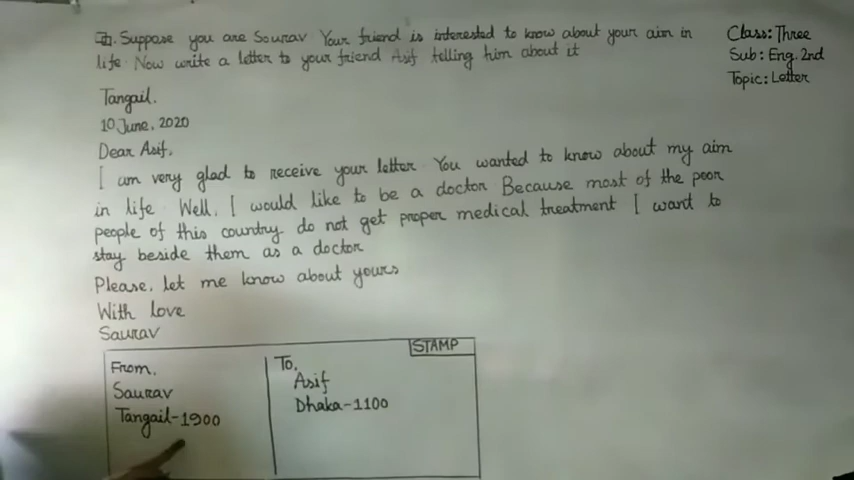 Suppose you are Sourav Your friend is interested to know about your aim in
life Now write a letter to your friend Asif telling him about it
Class: Three
Sub: Eng. 2nd
Topic: Letter
Tangail.
10 June, 2020
Dear Asif,
I am very glad to receive your letter You wanted to know about my aim
in life Well, I would like to be a doctor Because most of the poor
people of this country do not get proper medical treatment I want to
stay beside them as a doctor
Please, let me know about yours
With love
Saurav
From,
Saurav
Tangail-1900
STAMP
To,
Asif
Dhaka-1100